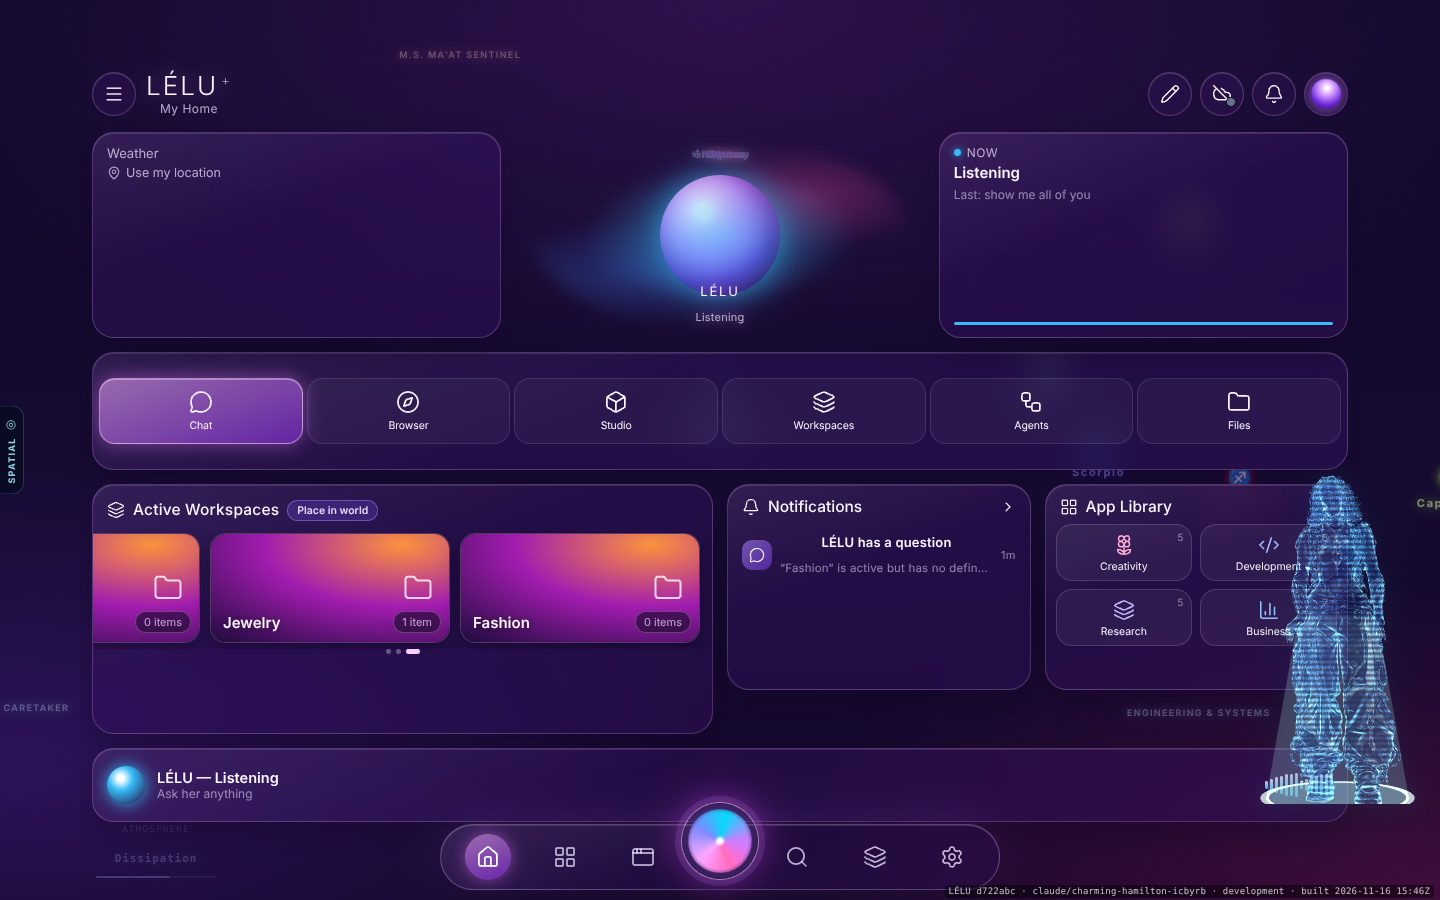 M.S. MA'AT SENTINEL
LÉLU +
My Home
Weather
Use my location
LÉLU
Listening
NOW
Listening
Last: show me all of you
Chat
Browser
Studio
Workspaces
Agents
Files
SPATIAL
Scorpio
Cap
Active Workspaces
Place in world
0 items
Jewelry
1 item
Fashion
0 items
Notifications
LÉLU has a question
"Fashion" is active but has no defin...
1m
App Library
Creativity
5
Development
Research
5
Business
CARETAKER
ENGINEERING & SYSTEMS
LÉLU — Listening
Ask her anything
ATMOSPHERE
Dissipation
LÉLU d722abc · claude/charming-hamilton-icbyrb · development · built 2026-11-16 15:46Z